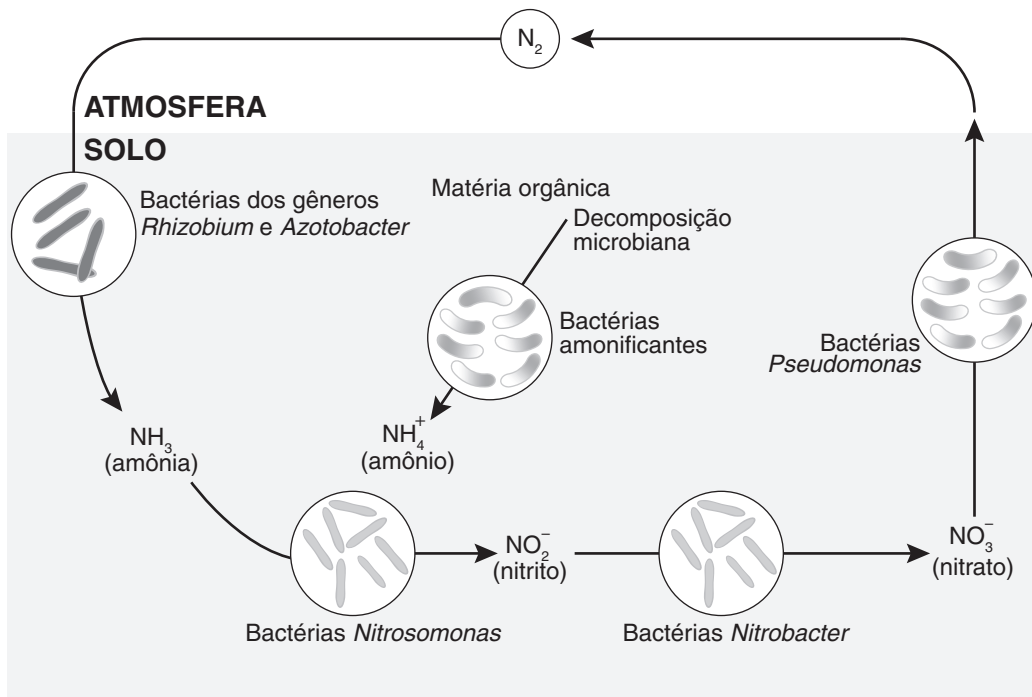 N₂
ATMOSFERA
SOLO
Bactérias dos gêneros
Rhizobium e Azotobacter
Matéria orgânica
Decomposição
microbiana
Bactérias
amonificantes
Bactérias
Pseudomonas
NH₃
(amônia)
NH₄⁺
(amônio)
NO₂⁻
(nitrito)
NO₃⁻
(nitrato)
Bactérias Nitrosomonas
Bactérias Nitrobacter